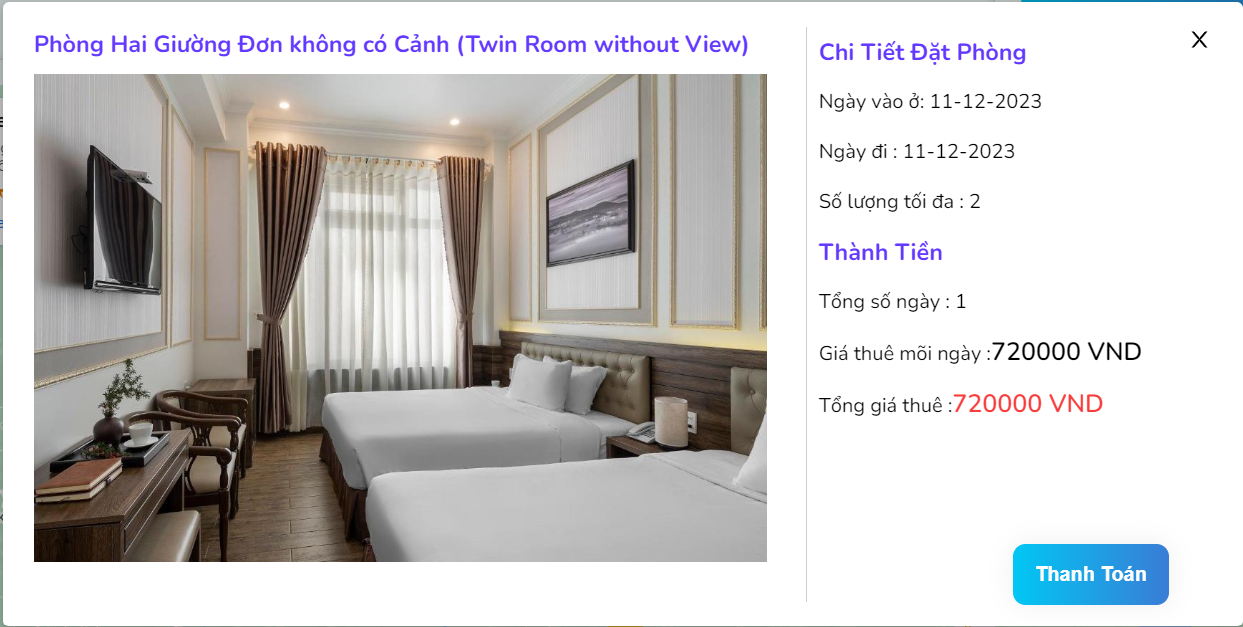 Phòng Hai Giường Đơn không có Cảnh (Twin Room without View)
X
Chi Tiết Đặt Phòng
Ngày vào ở: 11-12-2023
Ngày đi : 11-12-2023
Số lượng tối đa : 2
Thành Tiền
Tổng số ngày : 1
Giá thuê mỗi ngày :720000 VND
Tổng giá thuê :720000 VND
Thanh Toán